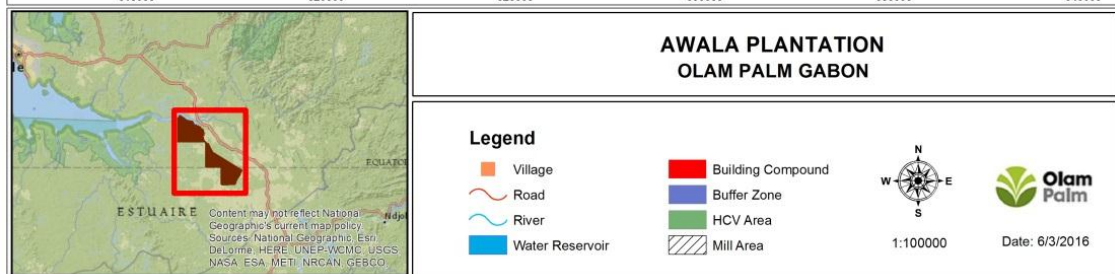 le
ESTUAIRE
EQUATO
Ndjol
Content may not reflect National
Geographic's current map policy.
Sources: National Geographic, Esri,
DeLorme, HERE, UNEP-WCMC, USGS,
NASA, ESA, METI, NRCAN, GEBCO,
AWALA PLANTATION
OLAM PALM GABON
Legend
Village
Road
River
Water Reservoir
Building Compound
Buffer Zone
HCV Area
Mill Area
N
W E
S
1:100000
Olam
Palm
Date: 6/3/2016